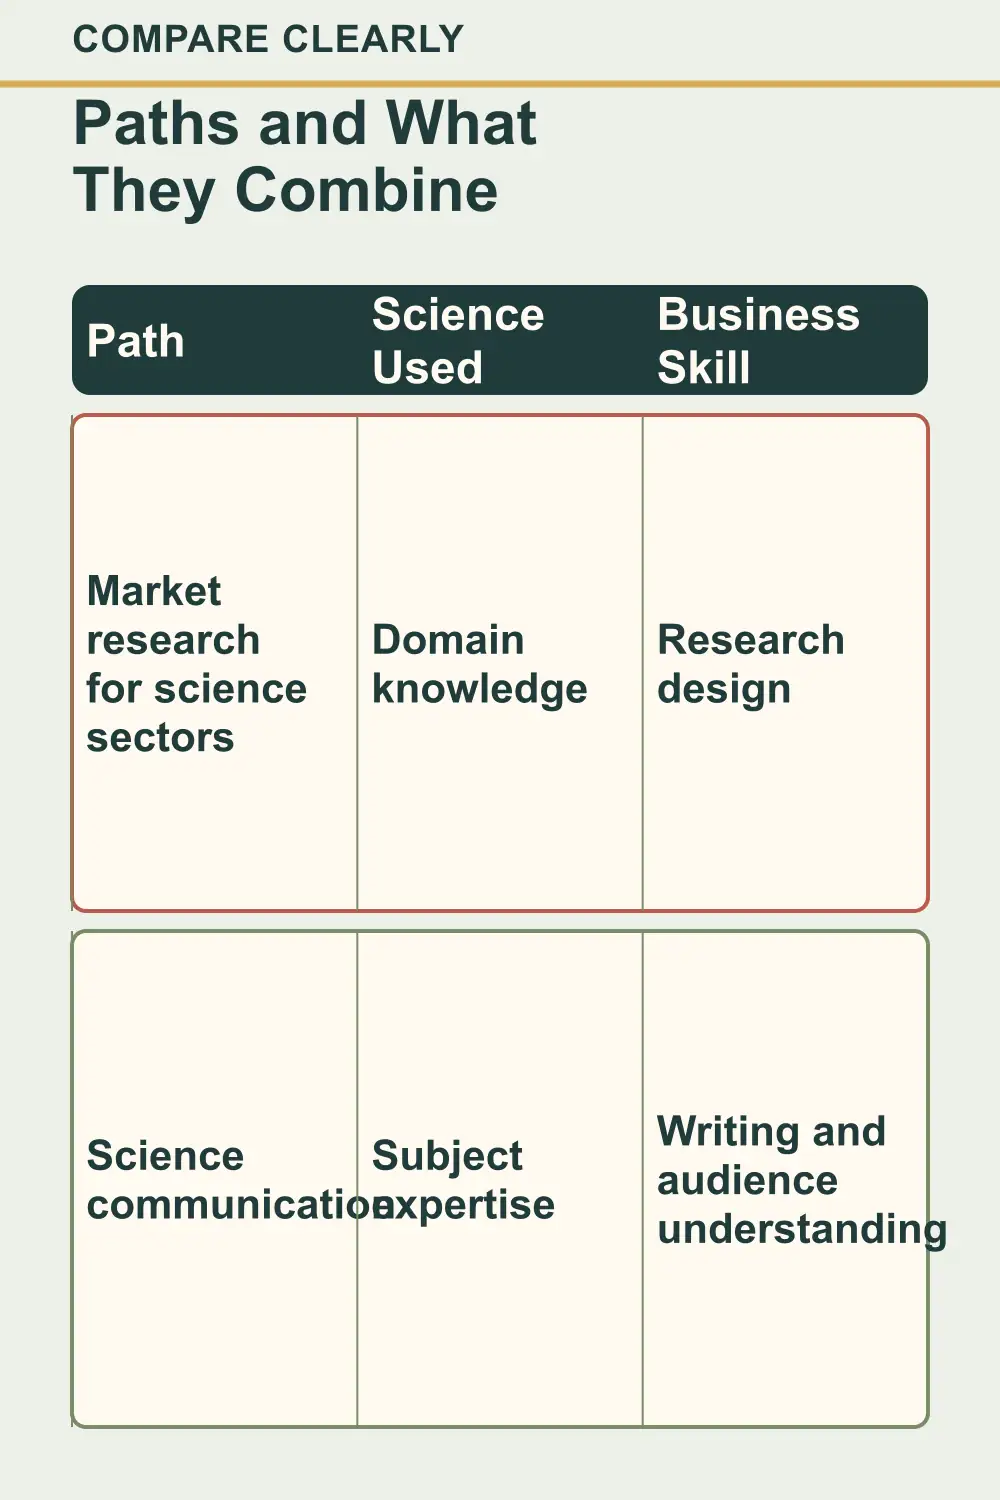 COMPARE CLEARLY
Paths and What
They Combine
Path
Science
Used
Business
Skill
Market
research
for science
sectors
Domain
knowledge
Research
design
Science
communication
Subject
expertise
Writing and
audience
understanding